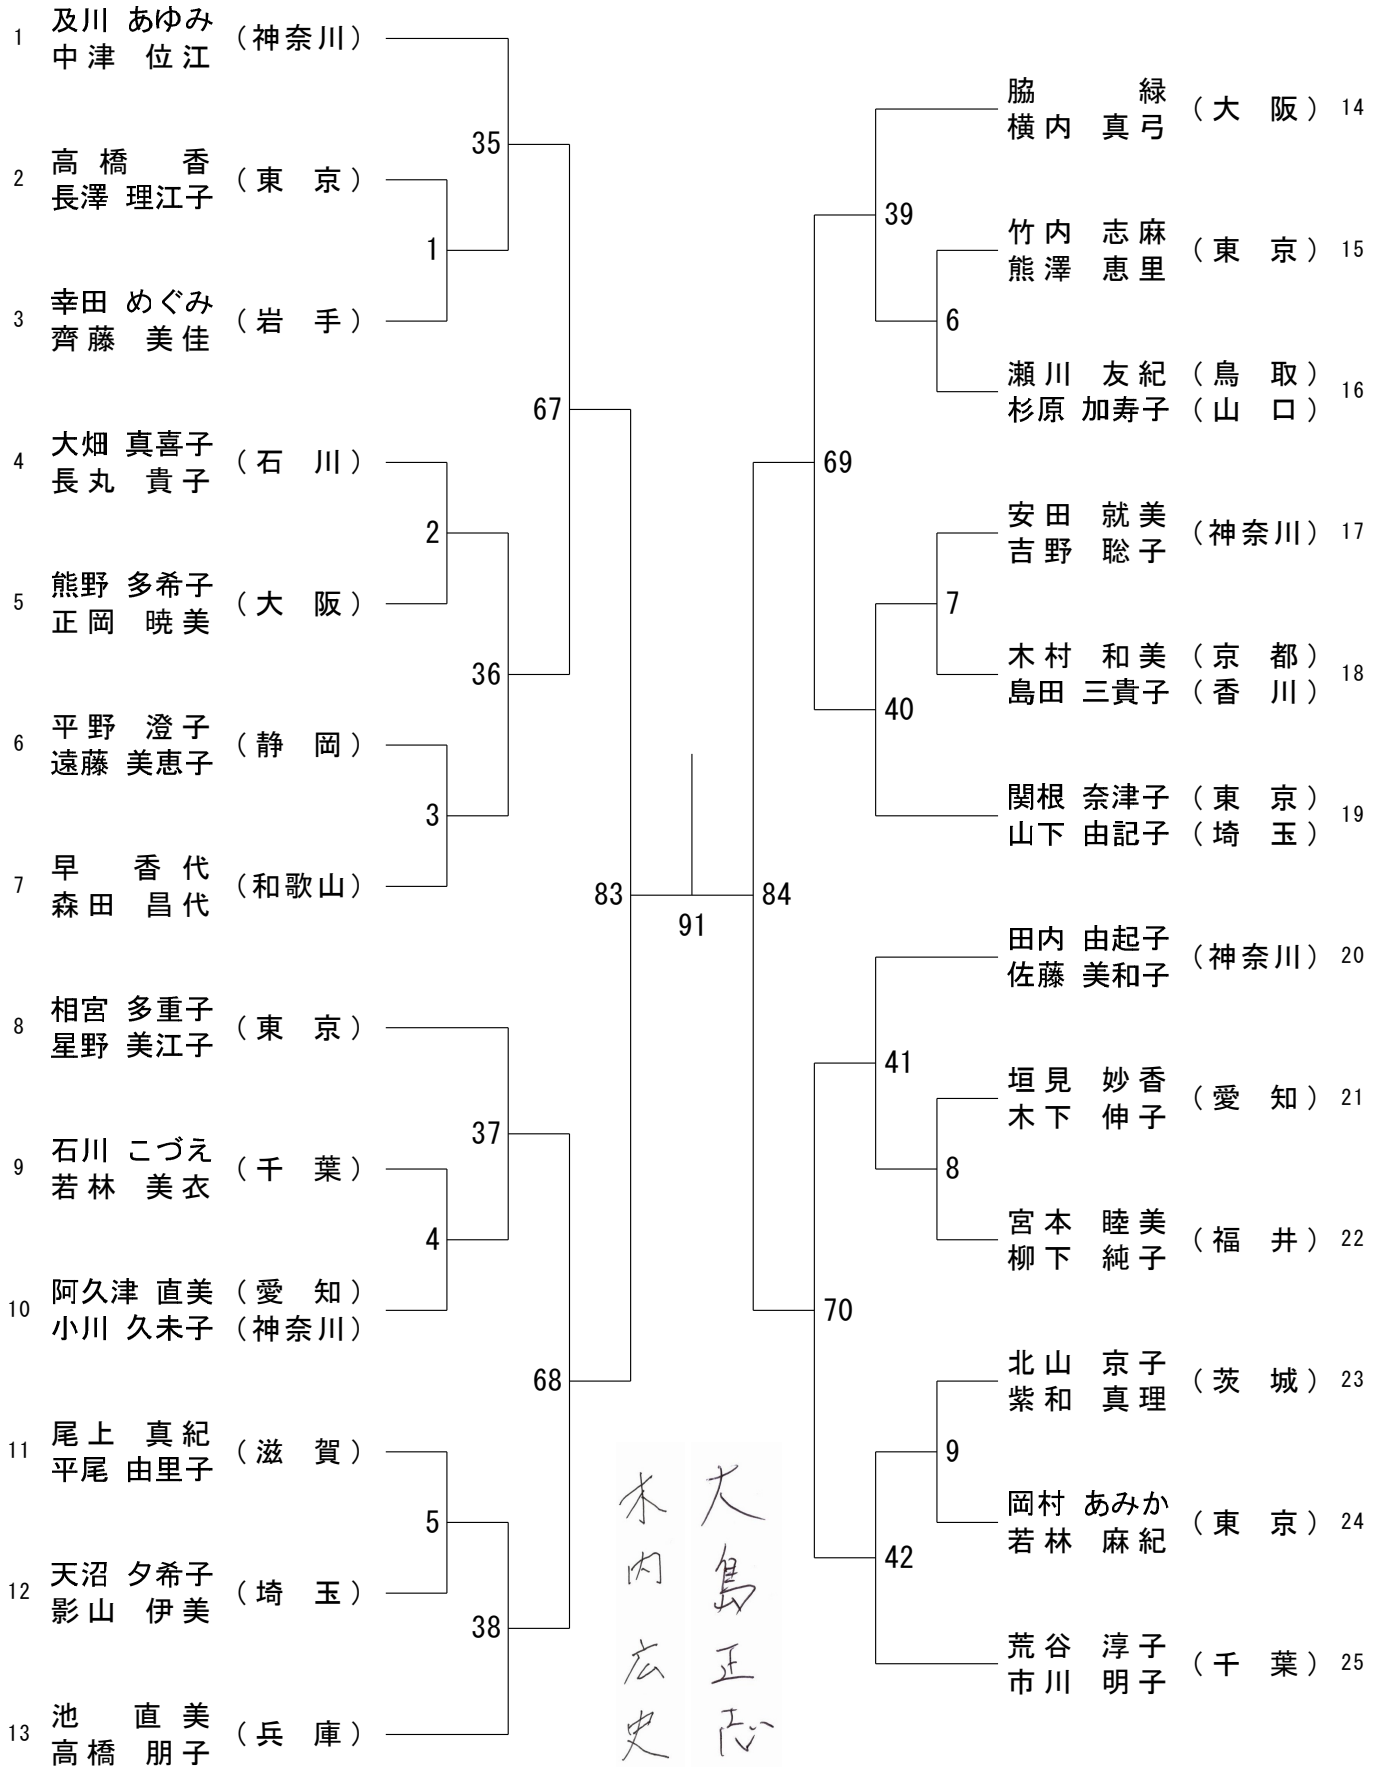 1 及川 あゆみ (神奈川)
中津 位江
2 高橋 香 (東 京)
長澤 理江子
3 幸田 めぐみ (岩 手)
齊藤 美佳
4 大畑 真喜子 (石 川)
長丸 貴子
5 熊野 多希子 (大 阪)
正岡 暁美
6 平野 澄子 (静 岡)
遠藤 美恵子
7 早 香代 (和歌山)
森田 昌代
8 相宮 多重子 (東 京)
星野 美江子
9 石川 こづえ (千 葉)
若林 美衣
10 阿久津 直美 (愛 知)
小川 久未子 (神奈川)
11 尾上 真紀 (滋 賀)
平尾 由里子
12 天沼 夕希子 (埼 玉)
影山 伊美
13 池 直美 (兵 庫)
高橋 朋子
1
2
3
4
5
35
36
37
38
67
68
83
91
84
69
70
39
40
41
42
6
7
8
9
脇 緑 (大 阪) 14
横内 真弓
竹内 志麻 (東 京) 15
熊澤 恵里
瀬川 友紀 (鳥 取) 16
杉原 加寿子 (山 口)
安田 就美 (神奈川) 17
吉野 聡子
木村 和美 (京 都) 18
島田 三貴子 (香 川)
関根 奈津子 (東 京) 19
山下 由記子 (埼 玉)
田内 由起子 (神奈川) 20
佐藤 美和子
垣見 妙香 (愛 知) 21
木下 伸子
宮本 睦美 (福 井) 22
柳下 純子
北山 京子 (茨 城) 23
紫和 真理
岡村 あみか (東 京) 24
若林 麻紀
荒谷 淳子 (千 葉) 25
市川 明子
大島正
木内広史